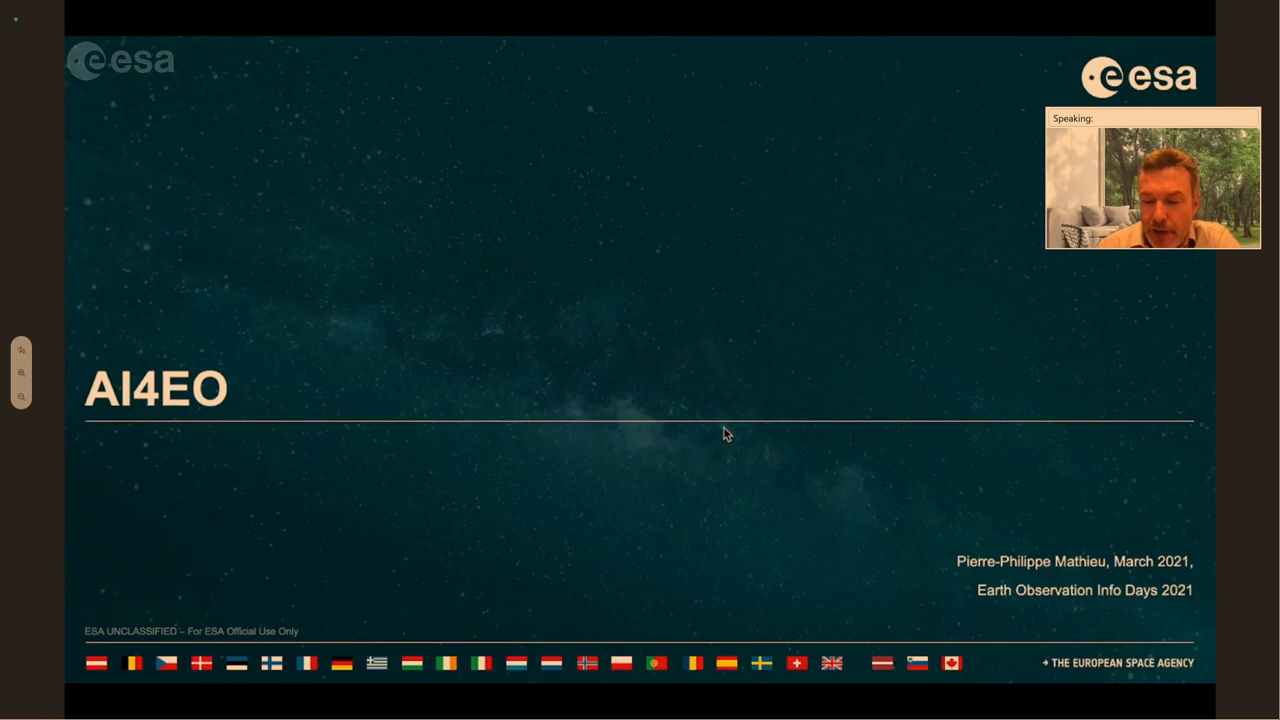 esa
esa
Speaking:
AI4EO
Pierre-Philippe Mathieu, March 2021,
Earth Observation Info Days 2021
ESA UNCLASSIFIED – For ESA Official Use Only
→ THE EUROPEAN SPACE AGENCY